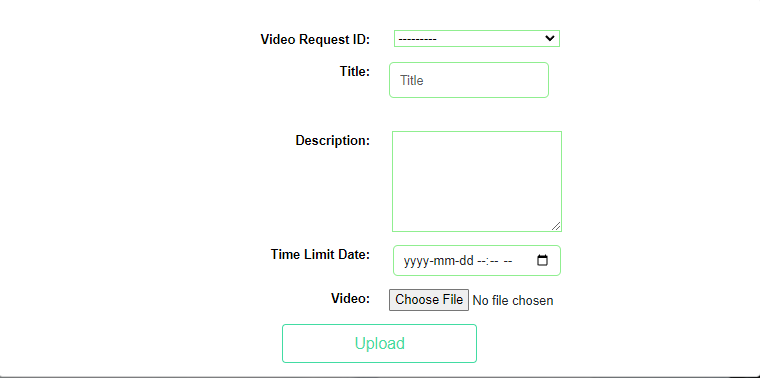 Video Request ID: ---------
Title: Title
Description:
Time Limit Date: yyyy-mm-dd --:-- --
Video: Choose File No file chosen
Upload